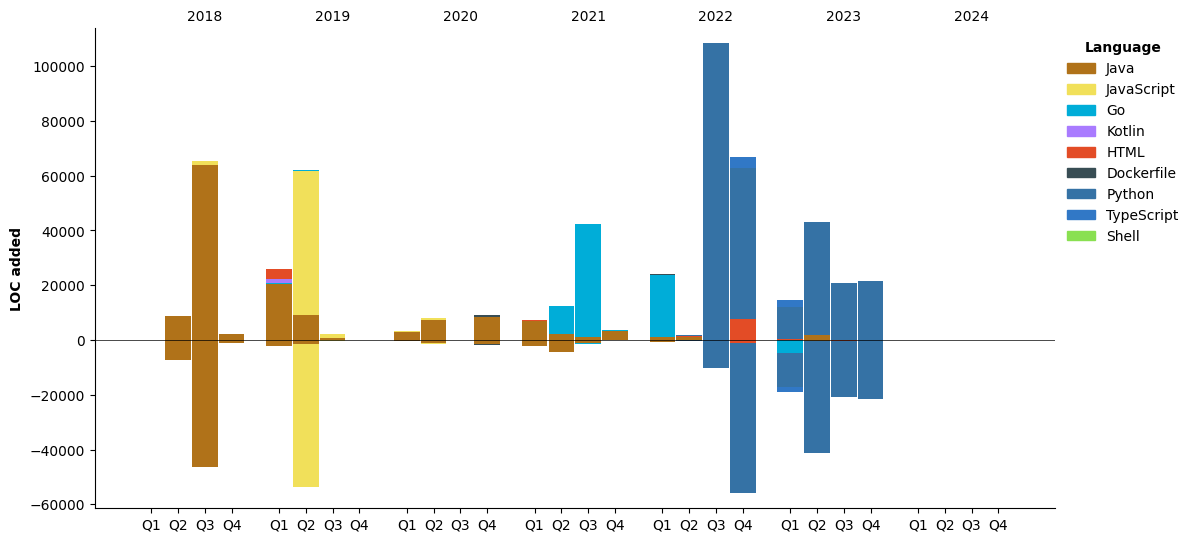 2018 2019 2020 2021 2022 2023 2024
LOC added
100000
80000
60000
40000
20000
0
−20000
−40000
−60000
Q1 Q2 Q3 Q4 Q1 Q2 Q3 Q4 Q1 Q2 Q3 Q4 Q1 Q2 Q3 Q4 Q1 Q2 Q3 Q4 Q1 Q2 Q3 Q4 Q1 Q2 Q3 Q4
Language
Java
JavaScript
Go
Kotlin
HTML
Dockerfile
Python
TypeScript
Shell